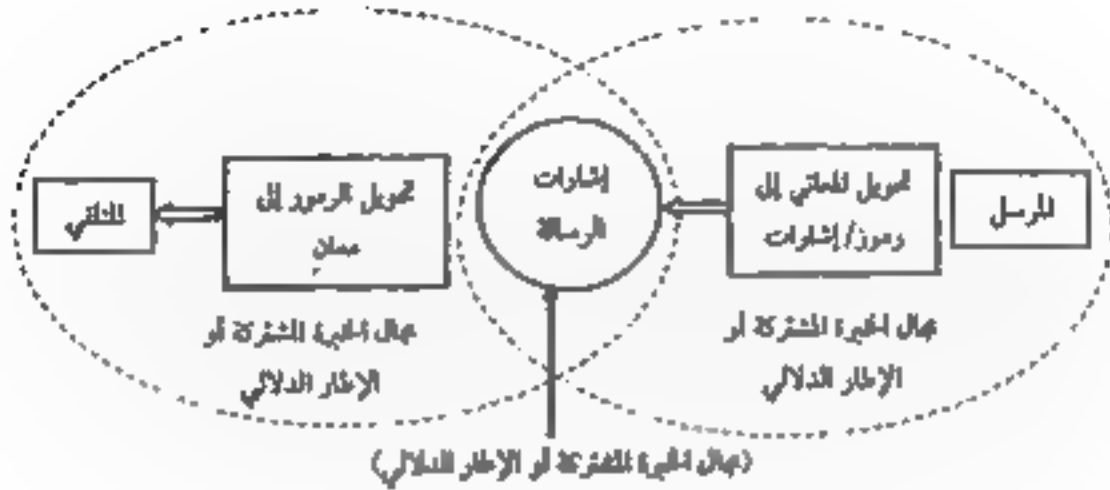 المرسل
تحويل المعاني إلى
رموز/إشارات
إشارات
الرسالة
تحويل الرموز إلى
معانٍ
المتلقي
مجال الخبرة المشتركة أو
الإطار الدلالي
مجال الخبرة المشتركة أو
الإطار الدلالي
(مجال الخبرة المشتركة أو الإطار الدلالي)